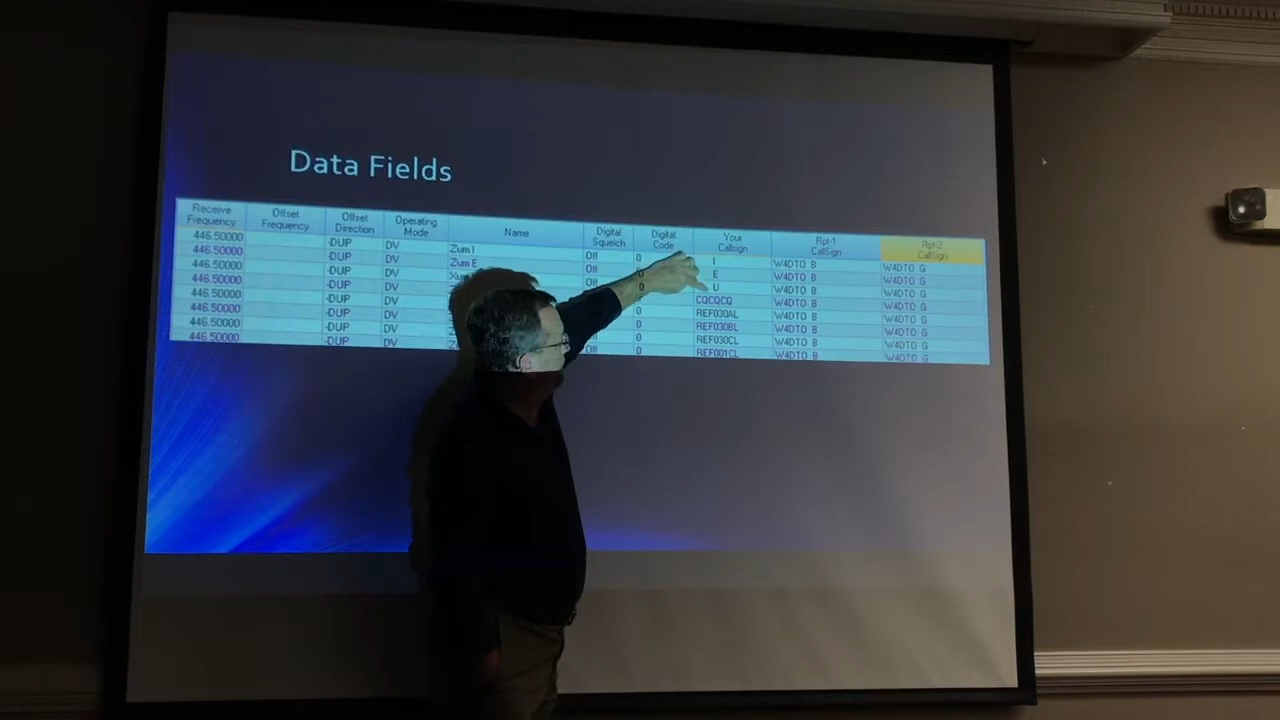 Data Fields
Receive Frequency Offset Frequency Offset Direction Operating Mode Name Digital Squelch Digital Code Your Callsign Rpt-1 CallSign Rpt-2 CallSign
446.50000 -DUP DV Zum I Off 0 I W4DTO B W4DTO G
446.50000 -DUP DV Zum E Off 0 E W4DTO B W4DTO G
446.50000 -DUP DV Off 0 U W4DTO B W4DTO G
446.50000 -DUP DV CQCQCQ W4DTO B W4DTO G
446.50000 -DUP DV 0 REF030AL W4DTO B W4DTO G
446.50000 -DUP DV 0 REF030BL W4DTO B W4DTO G
446.50000 -DUP DV 0 REF030CL W4DTO B W4DTO G
446.50000 -DUP DV Off 0 REF001CL W4DTO B W4DTO G